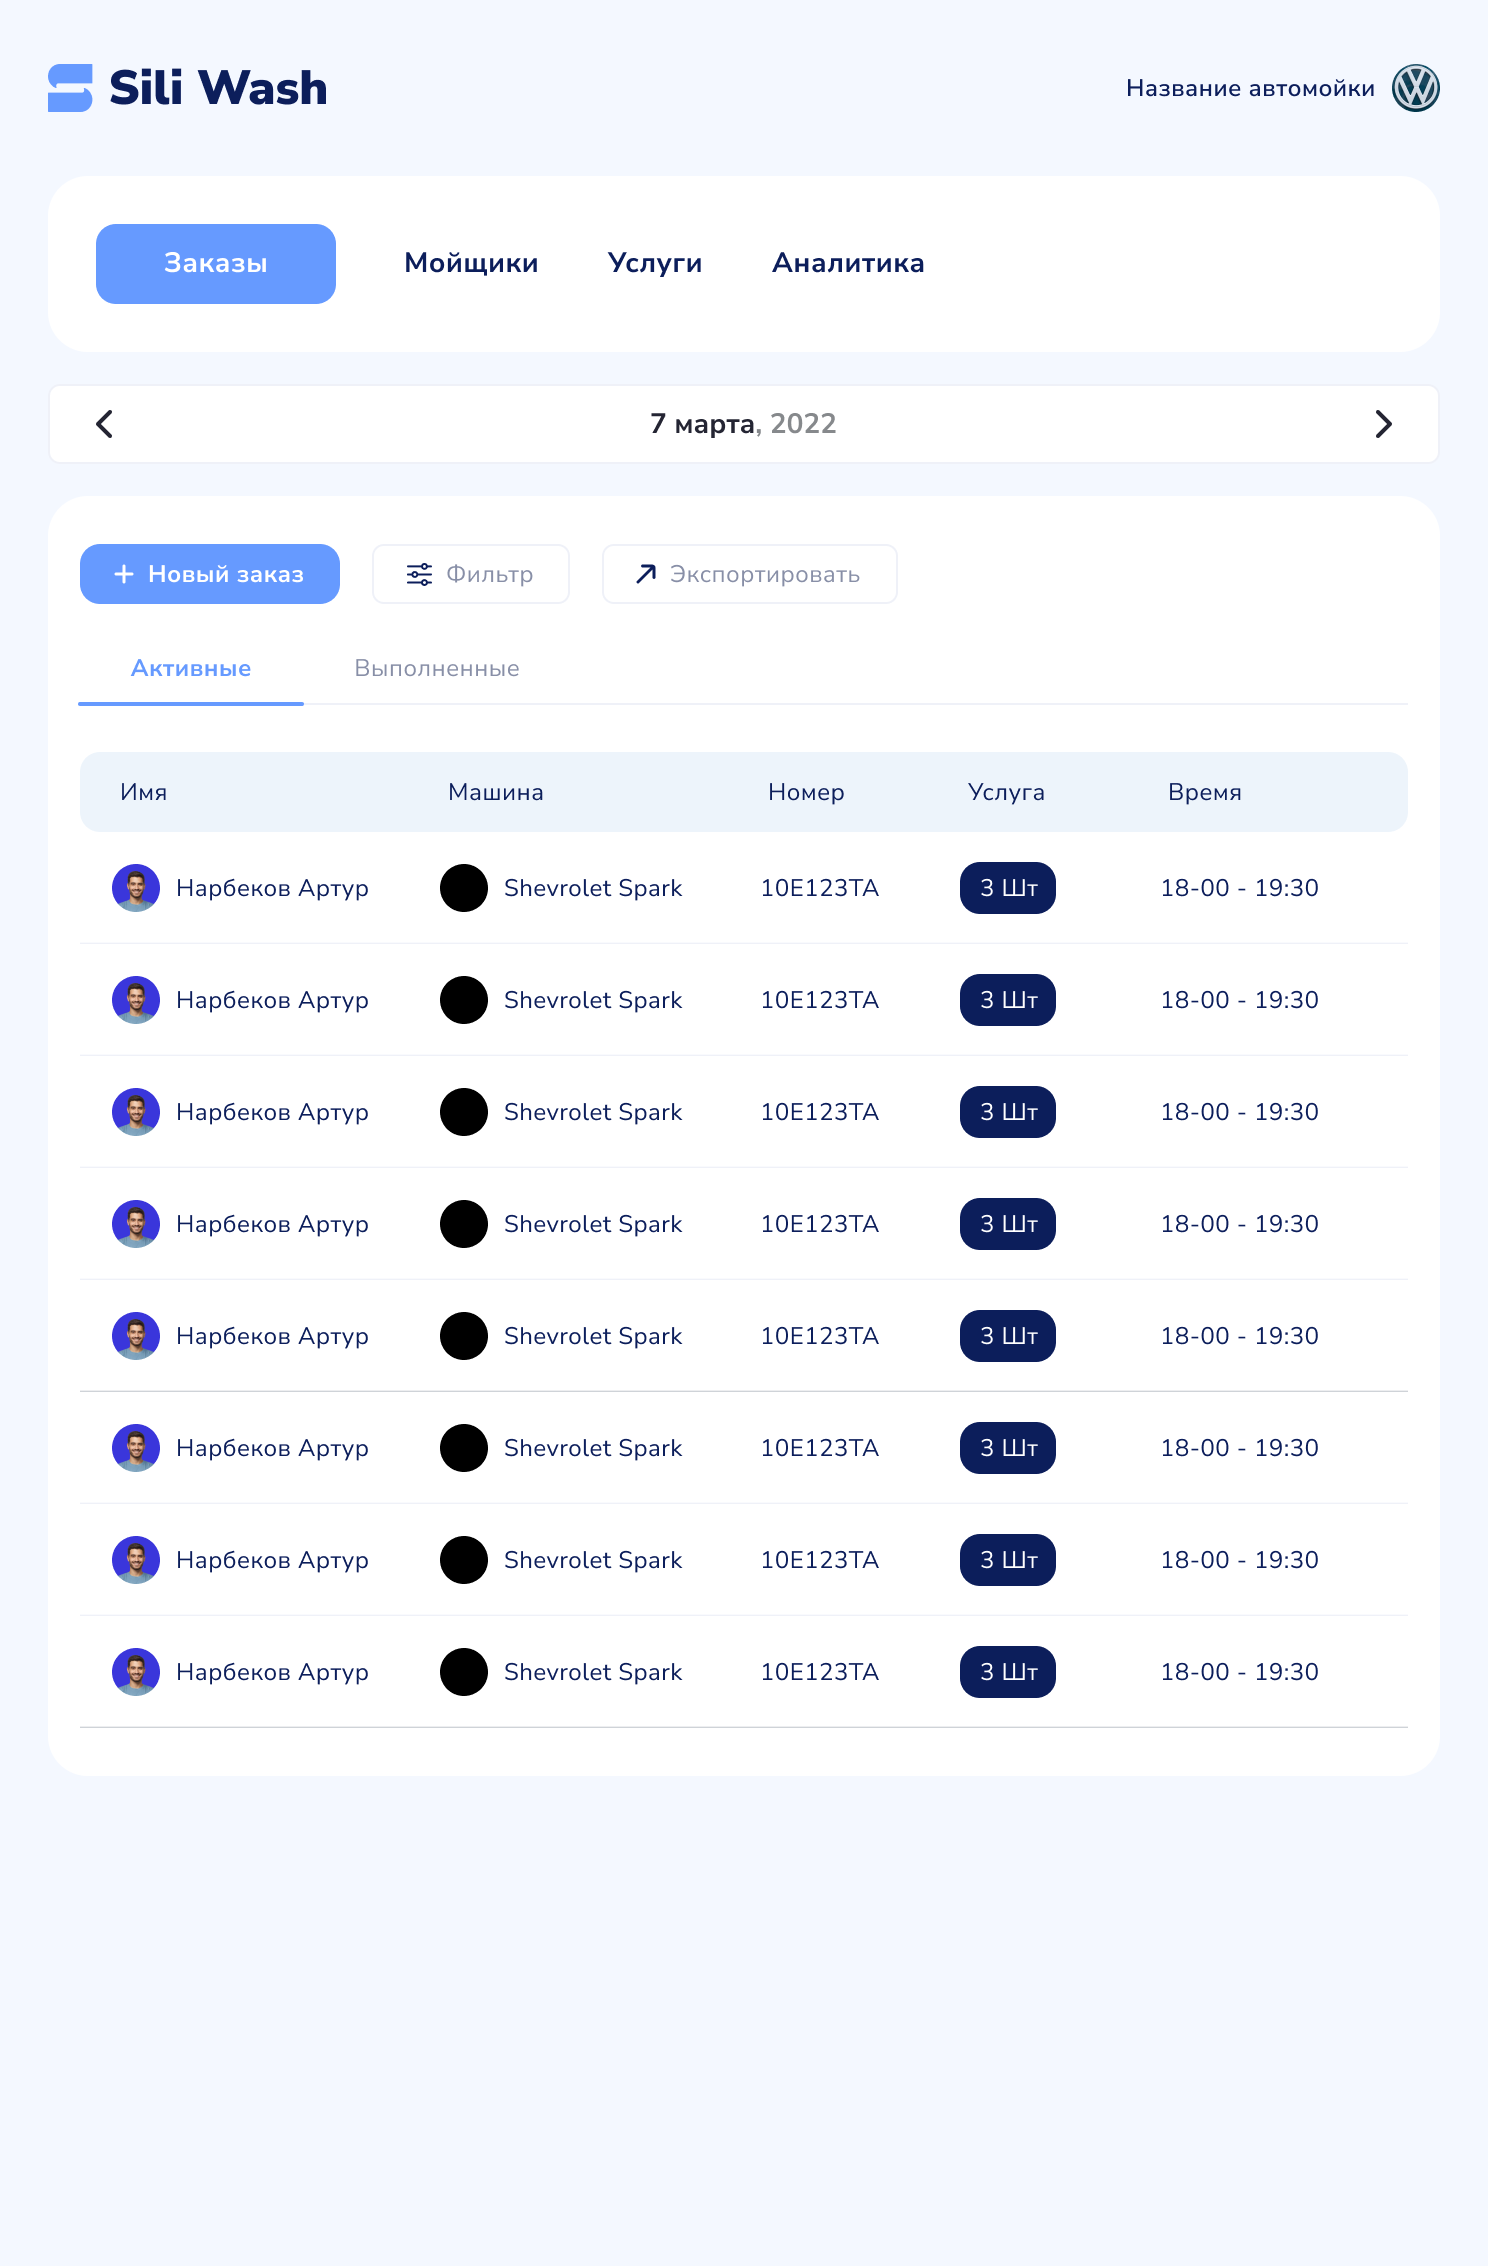 Sili Wash
Название автомойки
Заказы Мойщики Услуги Аналитика
7 марта, 2022
Новый заказ Фильтр Экспортировать
Активные Выполненные
Имя Машина Номер Услуга Время
Нарбеков Артур Shevrolet Spark 10E123TA 3 Шт 18-00 - 19:30
Нарбеков Артур Shevrolet Spark 10E123TA 3 Шт 18-00 - 19:30
Нарбеков Артур Shevrolet Spark 10E123TA 3 Шт 18-00 - 19:30
Нарбеков Артур Shevrolet Spark 10E123TA 3 Шт 18-00 - 19:30
Нарбеков Артур Shevrolet Spark 10E123TA 3 Шт 18-00 - 19:30
Нарбеков Артур Shevrolet Spark 10E123TA 3 Шт 18-00 - 19:30
Нарбеков Артур Shevrolet Spark 10E123TA 3 Шт 18-00 - 19:30
Нарбеков Артур Shevrolet Spark 10E123TA 3 Шт 18-00 - 19:30